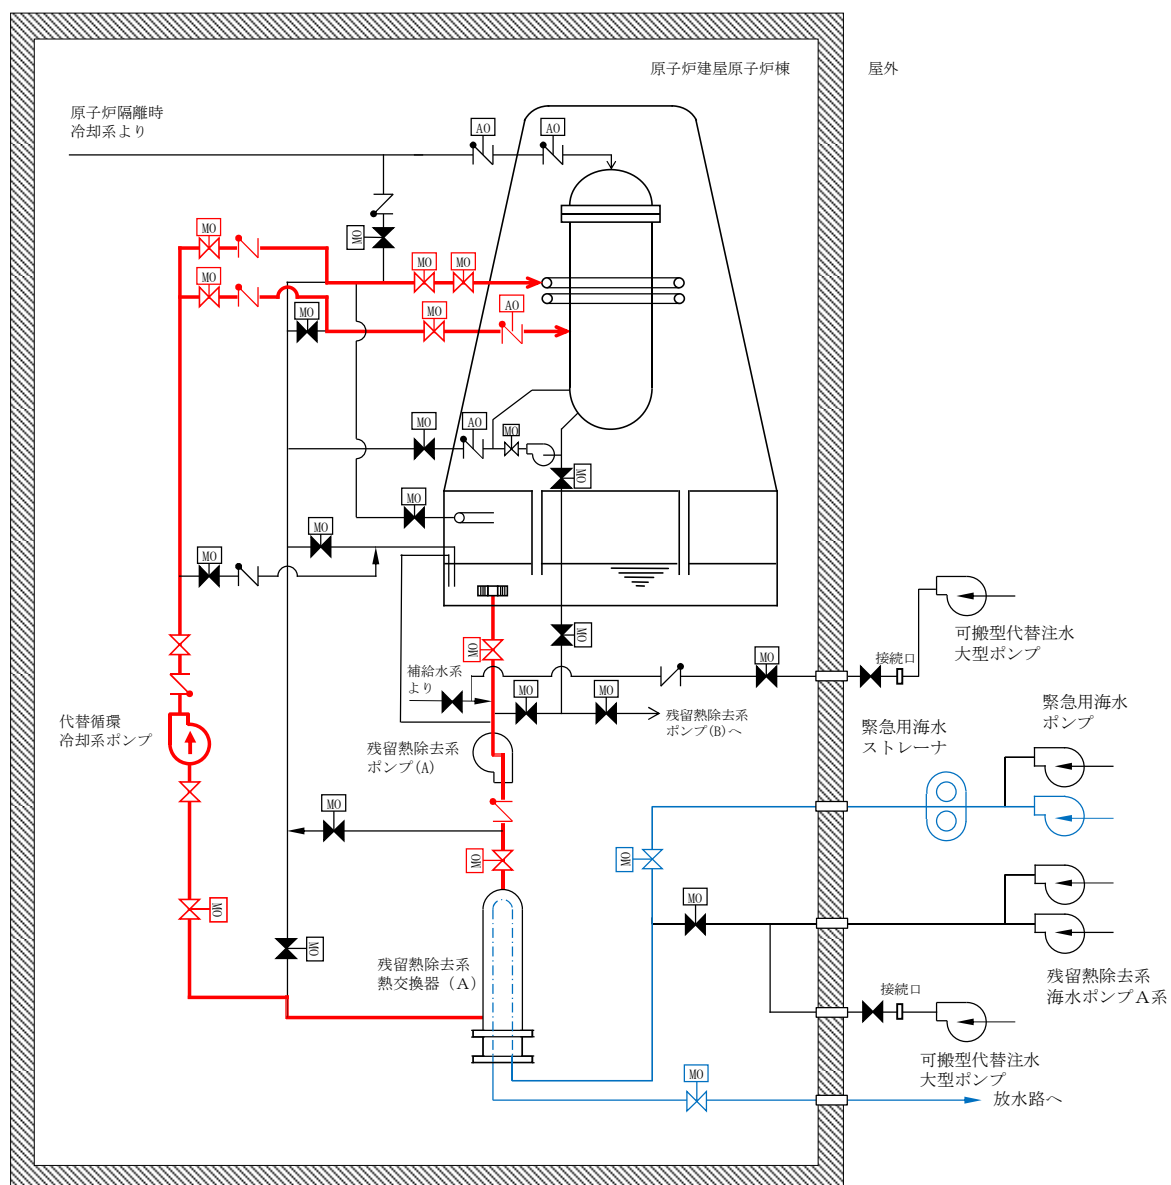 原子炉建屋原子炉棟
屋外
原子炉隔離時
冷却系より
AO
AO
MO
MO
MO
MO
MO
MO
AO
MO
MO
MO
AO
MO
MO
MO
MO
MO
MO
MO
補給水系
より
MO
MO
MO
接続口
可搬型代替注水
大型ポンプ
残留熱除去系
ポンプ(B)へ
代替循環
冷却系ポンプ
残留熱除去系
ポンプ(A)
緊急用海水
ストレーナ
緊急用海水
ポンプ
MO
MO
MO
MO
MO
MO
残留熱除去系
熱交換器（A）
接続口
残留熱除去系
海水ポンプA系
可搬型代替注水
大型ポンプ
MO
放水路へ